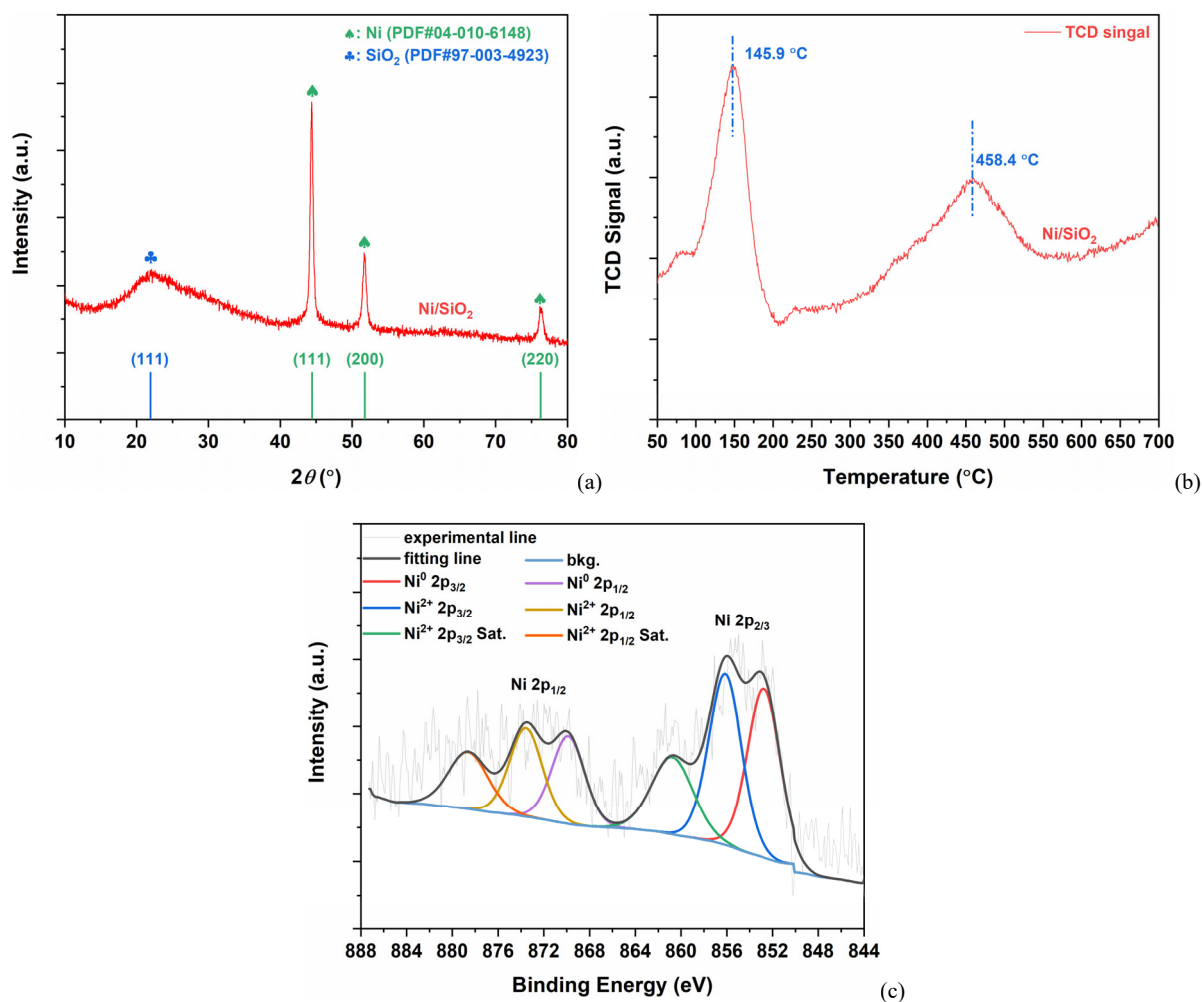 ♠: Ni (PDF#04-010-6148)
♣: SiO₂ (PDF#97-003-4923)
Intensity (a.u.)
Ni/SiO₂
(111) (111) (200) (220)
10 20 30 40 50 60 70 80
2θ (°)
(a)
TCD singal
145.9 °C
458.4 °C
TCD Signal (a.u.)
Ni/SiO₂
50 100 150 200 250 300 350 400 450 500 550 600 650 700
Temperature (°C)
(b)
experimental line
fitting line bkg.
Ni⁰ 2p₃/₂ Ni⁰ 2p₁/₂
Ni²⁺ 2p₃/₂ Ni²⁺ 2p₁/₂
Ni²⁺ 2p₃/₂ Sat. Ni²⁺ 2p₁/₂ Sat.
Ni 2p₂/₃
Ni 2p₁/₂
Intensity (a.u.)
888 884 880 876 872 868 864 860 856 852 848 844
Binding Energy (eV)
(c)